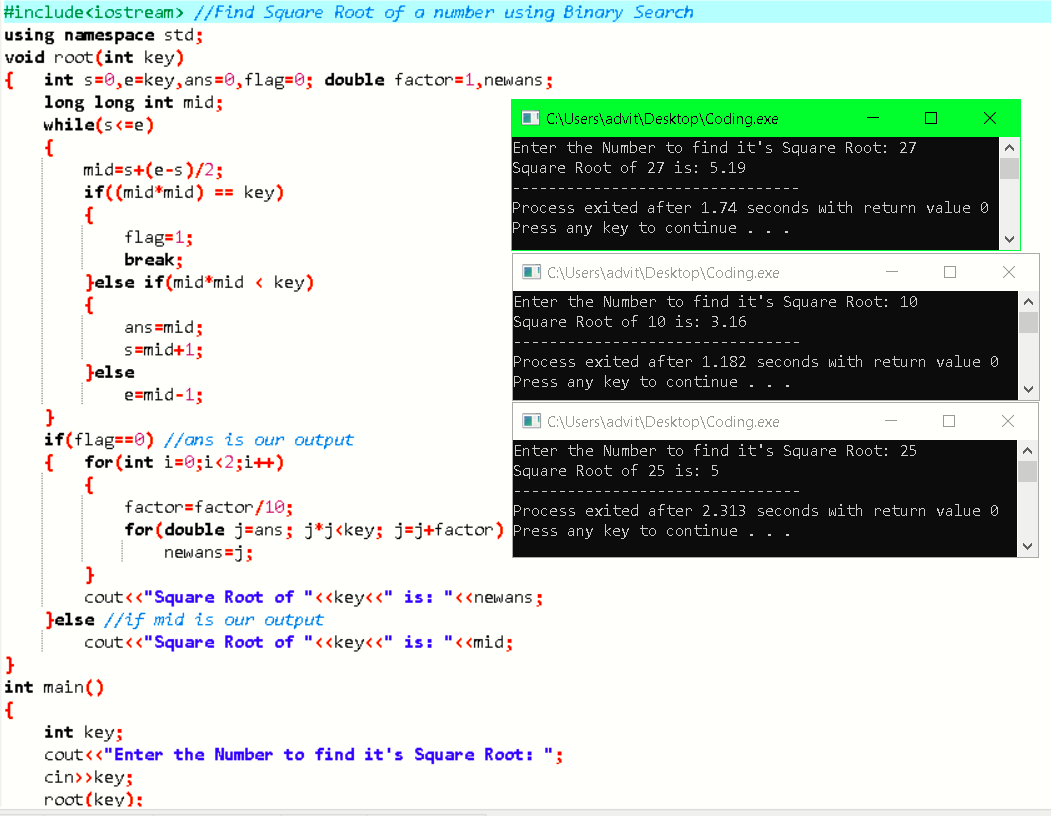 #include<iostream> //Find Square Root of a number using Binary Search
using namespace std;
void root(int key)
{   int s=0,e=key,ans=0,flag=0; double factor=1,newans;
    long long int mid;
    while(s<=e)
    {
        mid=s+(e-s)/2;
        if((mid*mid) == key)
        {
            flag=1;
            break;
        }else if(mid*mid < key)
        {
            ans=mid;
            s=mid+1;
        }else
            e=mid-1;
    }
    if(flag==0) //ans is our output
    {   for(int i=0;i<2;i++)
        {
            factor=factor/10;
            for(double j=ans; j*j<key; j=j+factor)
                newans=j;
        }
        cout<<"Square Root of "<<key<<" is: "<<newans;
    }else //if mid is our output
        cout<<"Square Root of "<<key<<" is: "<<mid;
}
int main()
{
    int key;
    cout<<"Enter the Number to find it's Square Root: ";
    cin>>key;
    root(key);
C:\Users\advit\Desktop\Coding.exe
Enter the Number to find it's Square Root: 27
Square Root of 27 is: 5.19
--------------------------------
Process exited after 1.74 seconds with return value 0
Press any key to continue . . .
C:\Users\advit\Desktop\Coding.exe
Enter the Number to find it's Square Root: 10
Square Root of 10 is: 3.16
--------------------------------
Process exited after 1.182 seconds with return value 0
Press any key to continue . . .
C:\Users\advit\Desktop\Coding.exe
Enter the Number to find it's Square Root: 25
Square Root of 25 is: 5
--------------------------------
Process exited after 2.313 seconds with return value 0
Press any key to continue . . .